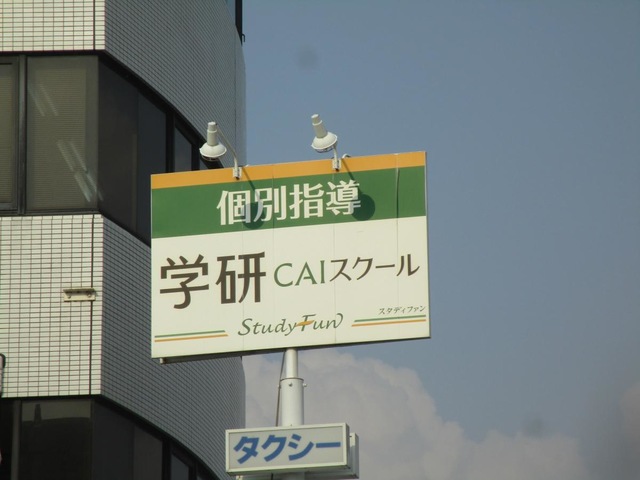 個別指導
学研CAIスクール
スタディファン
Study Fun
タクシー